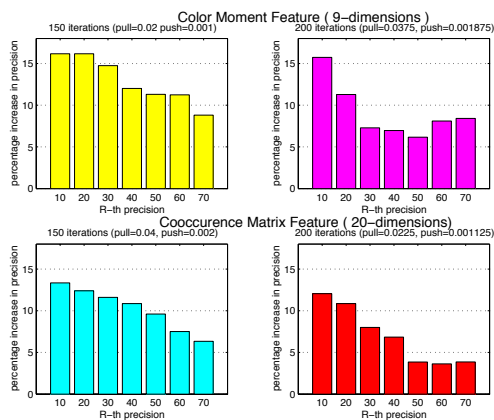 Color Moment Feature ( 9-dimensions )
150 iterations (pull=0.02 push=0.001)
percentage increase in precision
15
10
5
0
10 20 30 40 50 60 70
R-th precision
200 iterations (pull=0.0375, push=0.001875)
percentage increase in precision
15
10
5
0
10 20 30 40 50 60 70
R-th precision
Cooccurence Matrix Feature ( 20-dimensions)
150 iterations (pull=0.04, push=0.002)
percentage increase in precision
15
10
5
0
10 20 30 40 50 60 70
R-th precision
200 iterations (pull=0.0225, push=0.001125)
percentage increase in precision
15
10
5
0
10 20 30 40 50 60 70
R-th precision